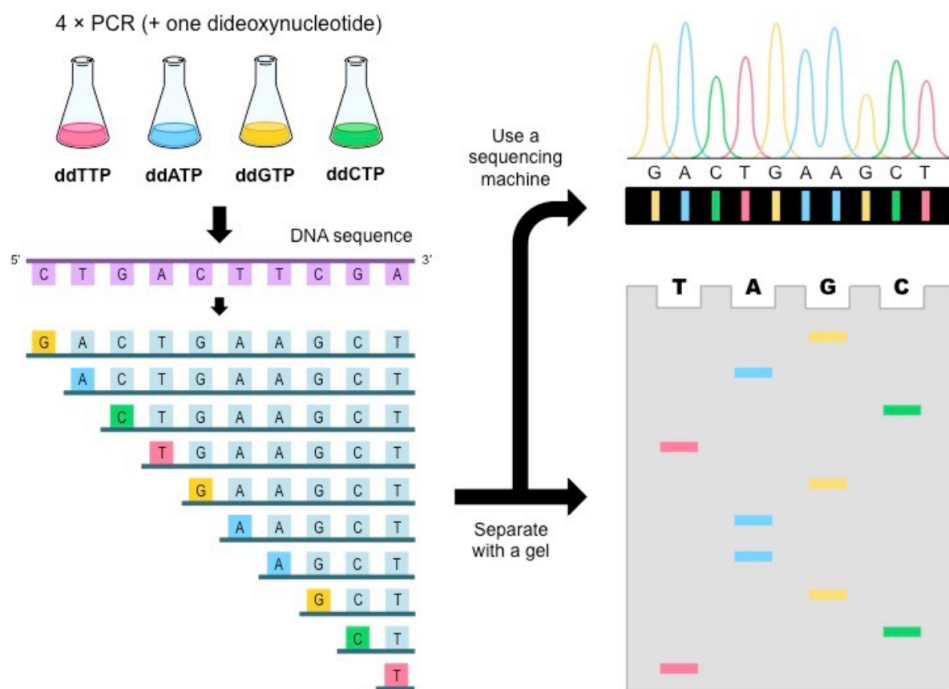 4 × PCR (+ one dideoxynucleotide)
ddTTP ddATP ddGTP ddCTP
DNA sequence
5' 3'
C T G A C T T C G A
G A C T G A A G C T
A C T G A A G C T
C T G A A G C T
T G A A G C T
G A A G C T
A A G C T
A G C T
G C T
C T
T
Use a
sequencing
machine
Separate
with a gel
G A C T G A A G C T
T A G C